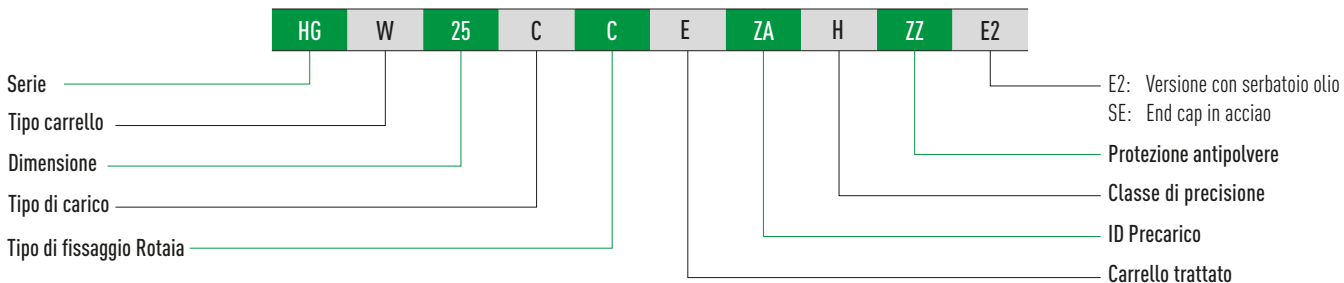 HG W 25 C C E ZA H ZZ E2
Serie
Tipo carrello
Dimensione
Tipo di carico
Tipo di fissaggio Rotaia
E2: Versione con serbatoio olio
SE: End cap in acciao
Protezione antipolvere
Classe di precisione
ID Precarico
Carrello trattato